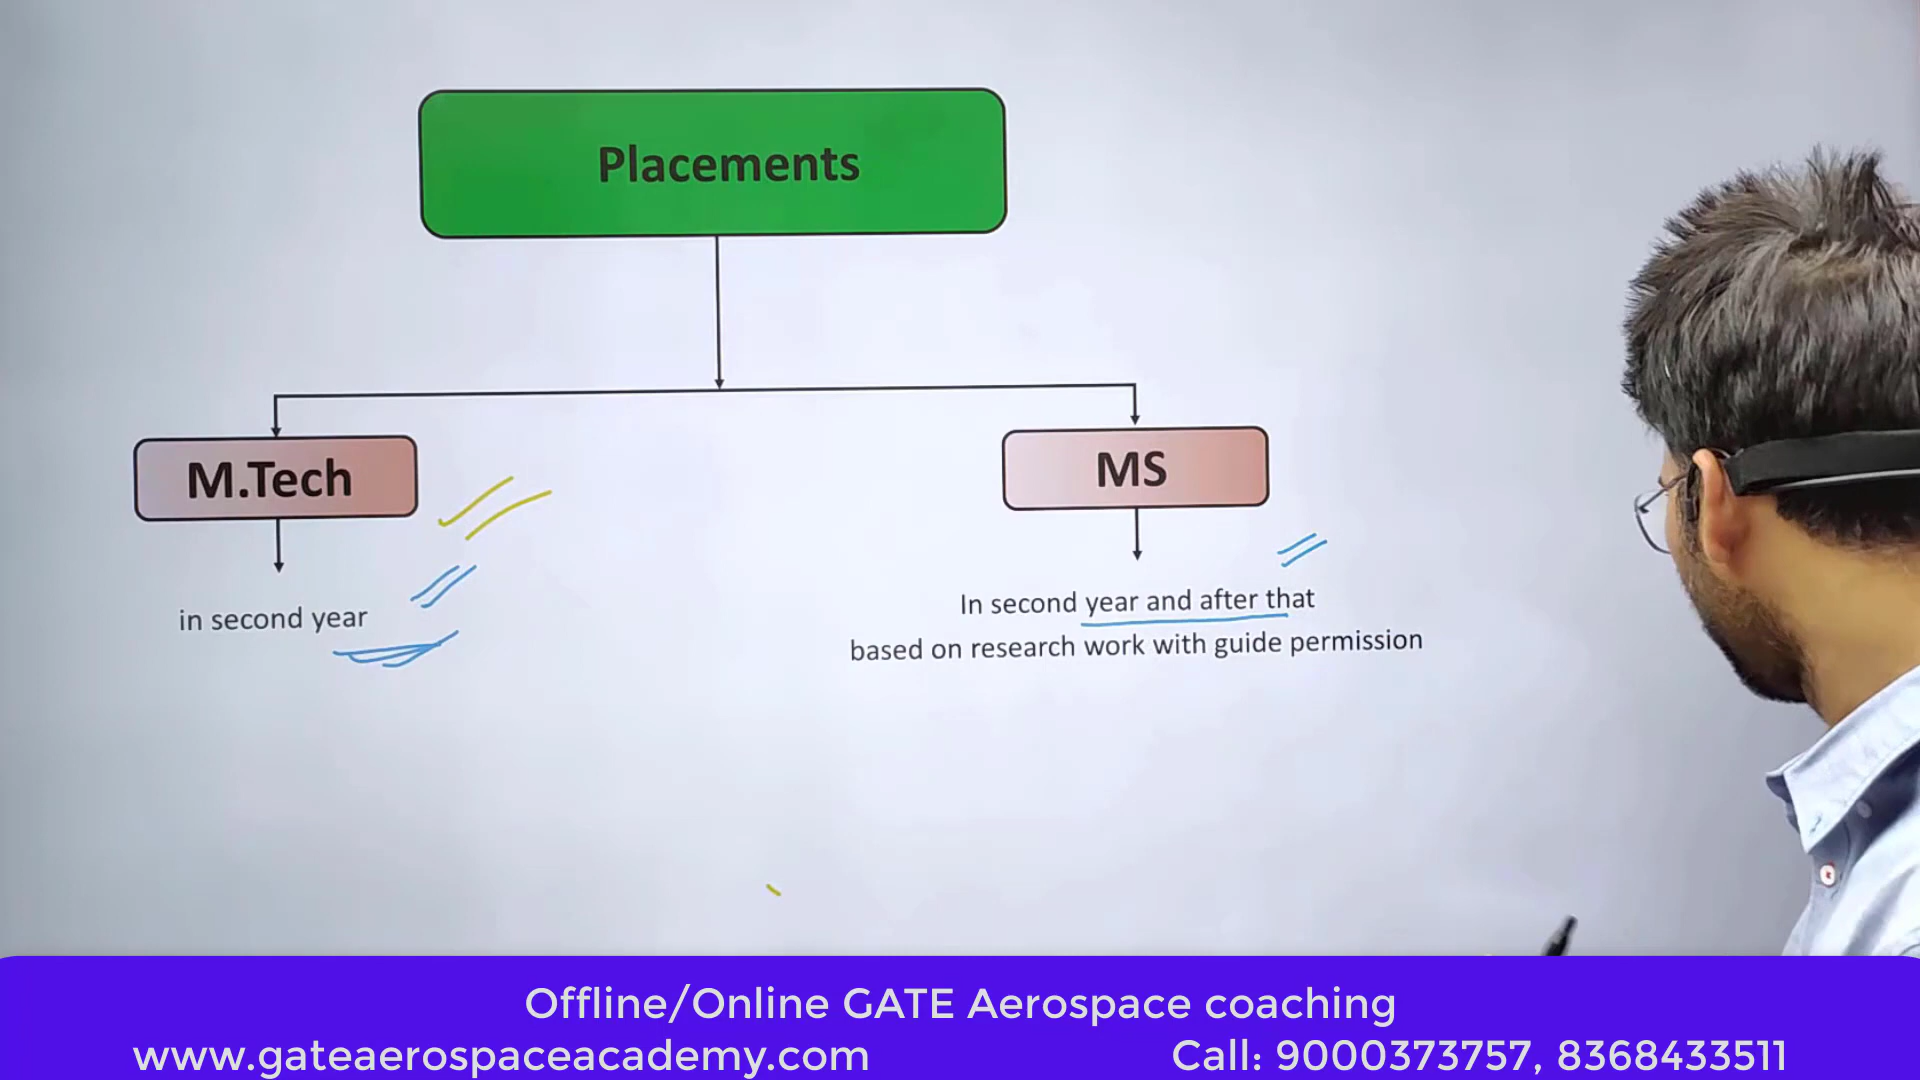 Placements
M.Tech
MS
in second year
In second year and after that
based on research work with guide permission
Offline/Online GATE Aerospace coaching
www.gateaerospaceacademy.com
Call: 9000373757, 8368433511